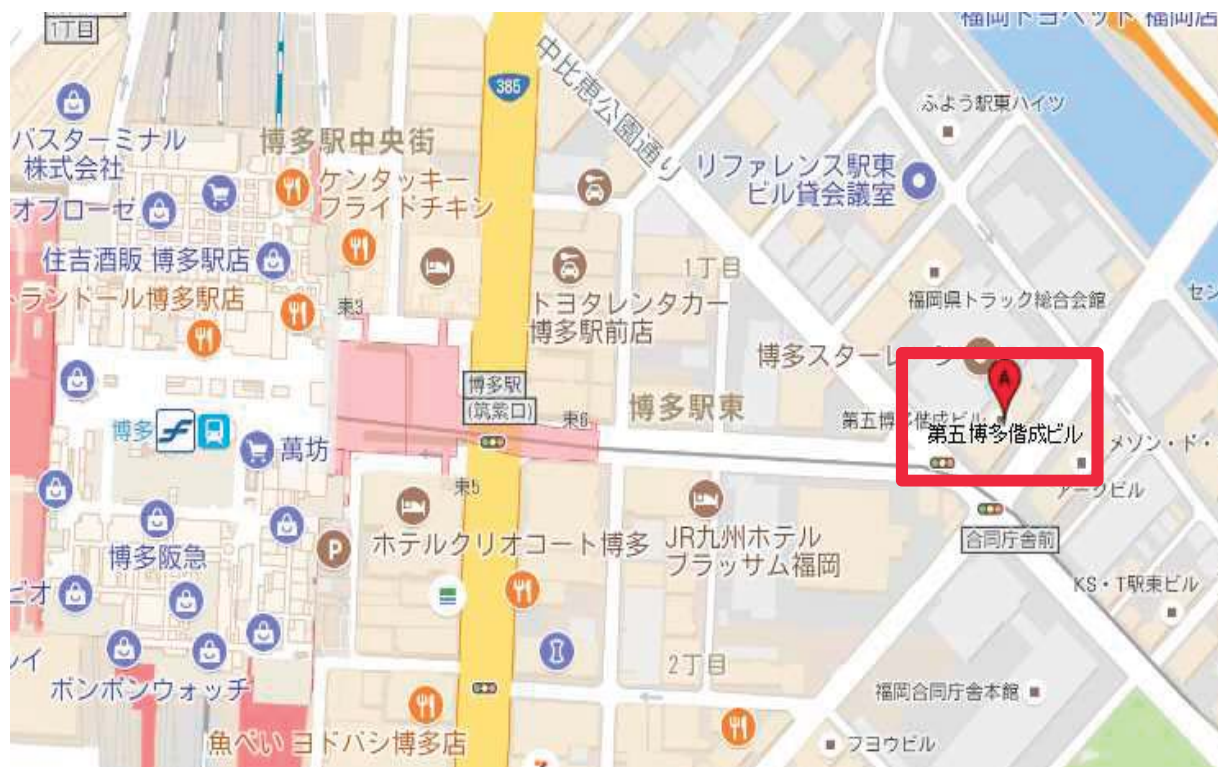 1丁目
福岡トヨペット 福岡店
385
中比恵公園通り
ふよう駅東ハイツ
バスターミナル
株式会社
博多駅中央街
ケンタッキー
フライドチキン
リファレンス駅東
ビル貸会議室
オブローゼ
住吉酒販 博多駅店
1丁目
ランドール博多駅店
東3
トヨタレンタカー
博多駅前店
福岡県トラック総合会館
セン
博多スターレーン
A
博多駅
(筑紫口)
東6
博多駅東
第五博多偕成ビル
第五博多偕成ビル
博多
萬坊
メゾン・ド・
アークビル
東5
博多阪急
P
ホテルクリオコート博多
JR九州ホテル
ブラッサム福岡
合同庁舎前
ビオ
KS・T駅東ビル
ボンボンウォッチ
2丁目
福岡合同庁舎本館
魚べい ヨドバシ博多店
フヨウビル